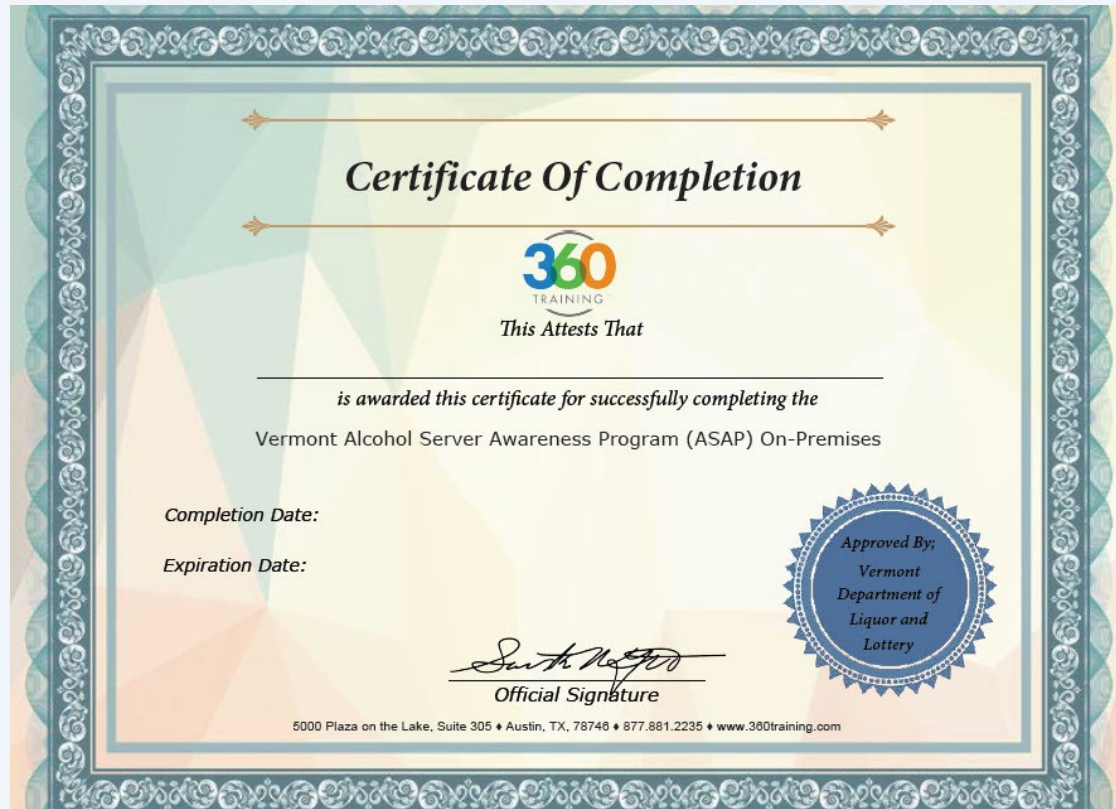 Certificate Of Completion
360
TRAINING
This Attests That
is awarded this certificate for successfully completing the
Vermont Alcohol Server Awareness Program (ASAP) On-Premises
Completion Date:
Expiration Date:
Approved By;
Vermont
Department of
Liquor and
Lottery
Official Signature
5000 Plaza on the Lake, Suite 305 ♦ Austin, TX, 78746 ♦ 877.881.2235 ♦ www.360training.com